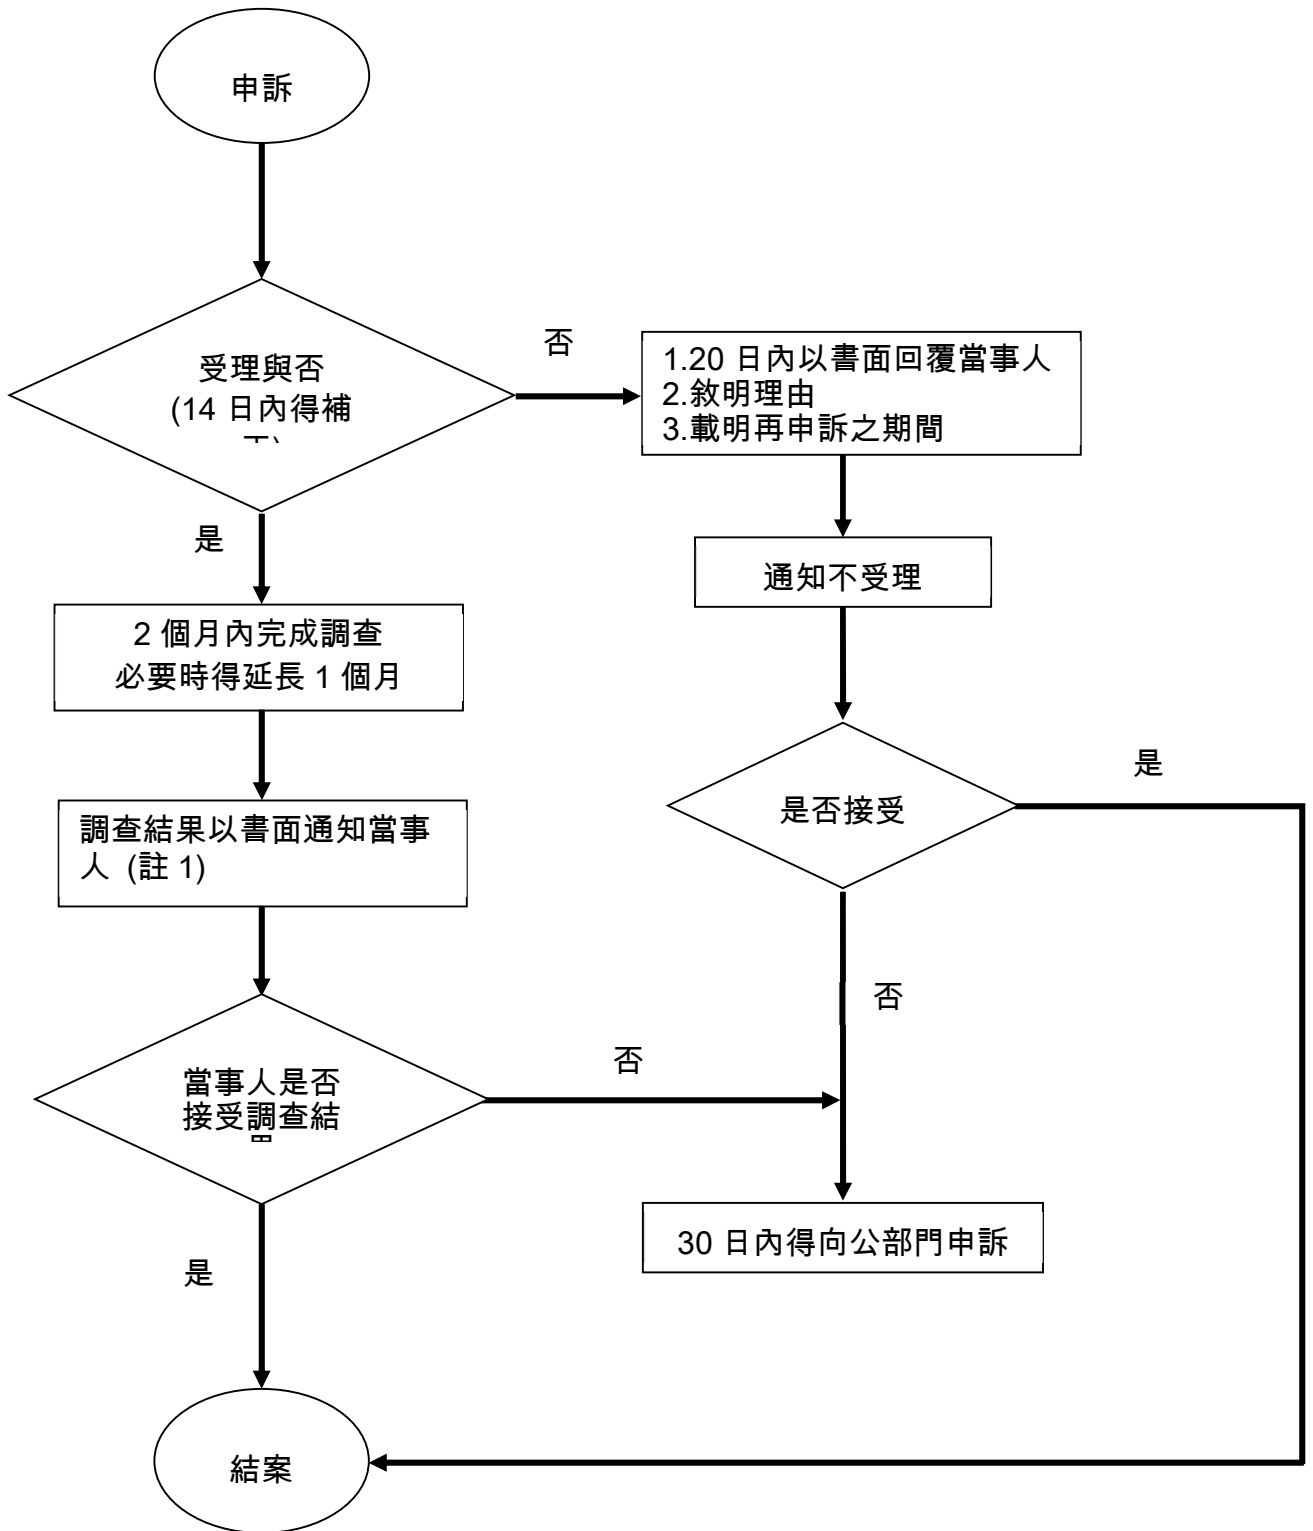 申訴
受理與否
(14 日內得補
否
1.20 日內以書面回覆當事人
2.敘明理由
3.載明再申訴之期間
是
通知不受理
2 個月內完成調查
必要時得延長 1 個月
是
是否接受
調查結果以書面通知當事
人 (註 1)
否
否
當事人是否
接受調查結
30 日內得向公部門申訴
是
結案